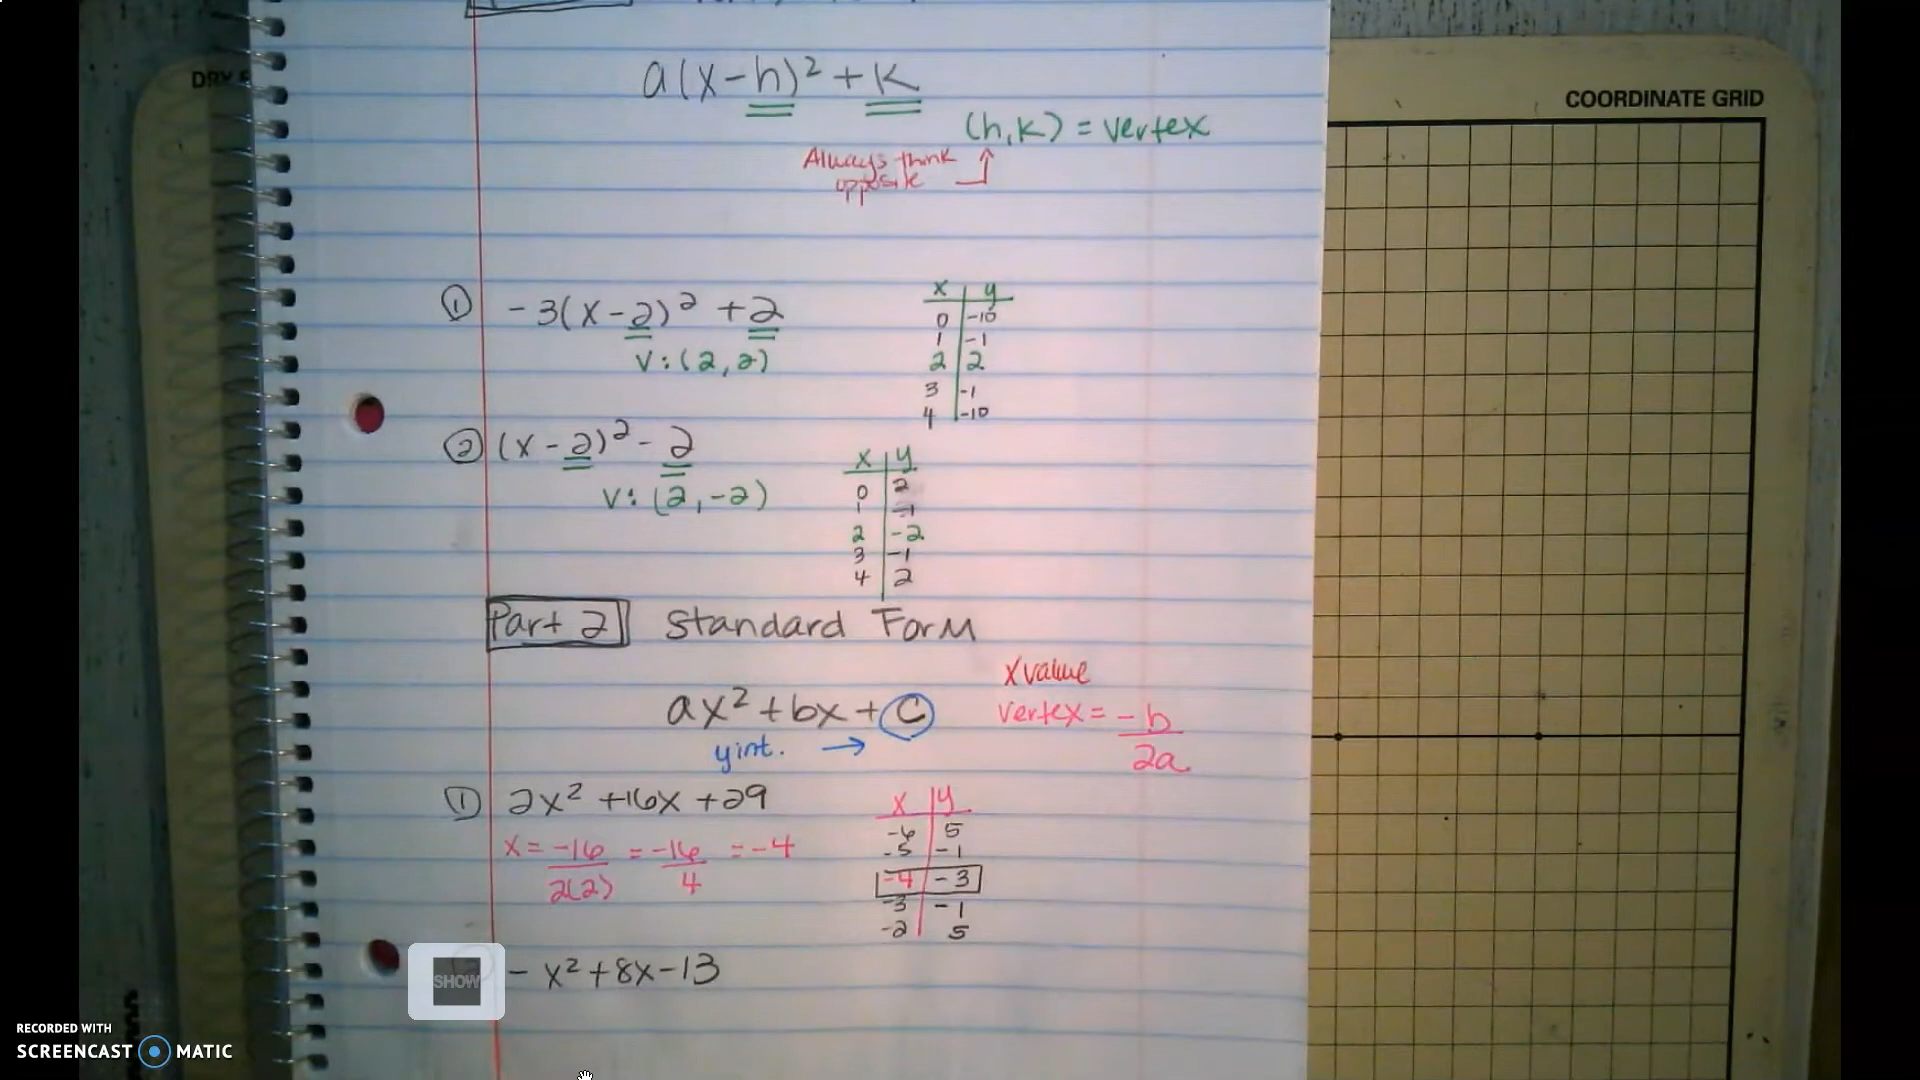 a(x-h)² + k
COORDINATE GRID
(h,k) = vertex
Always think
opposite
① -3(x-2)² +2
V:(2,2)
x | y
0 | -10
1 | -1
2 | 2
3 | -1
4 | -10
② (x-2)² - 2
V: (2,-2)
x | y
0 | 2
1 | -1
2 | -2
3 | -1
4 | 2
Part 2 Standard Form
ax² + bx + c
yint. →
x value
vertex = -b
2a
① 2x² +16x +29
x = -16 = -16 = -4
2(2) 4
x | y
-6 | 5
-5 | -1
-4 | -3
-3 | -1
-2 | 5
SHOW
- x² + 8x - 13
RECORDED WITH
SCREENCAST MATIC